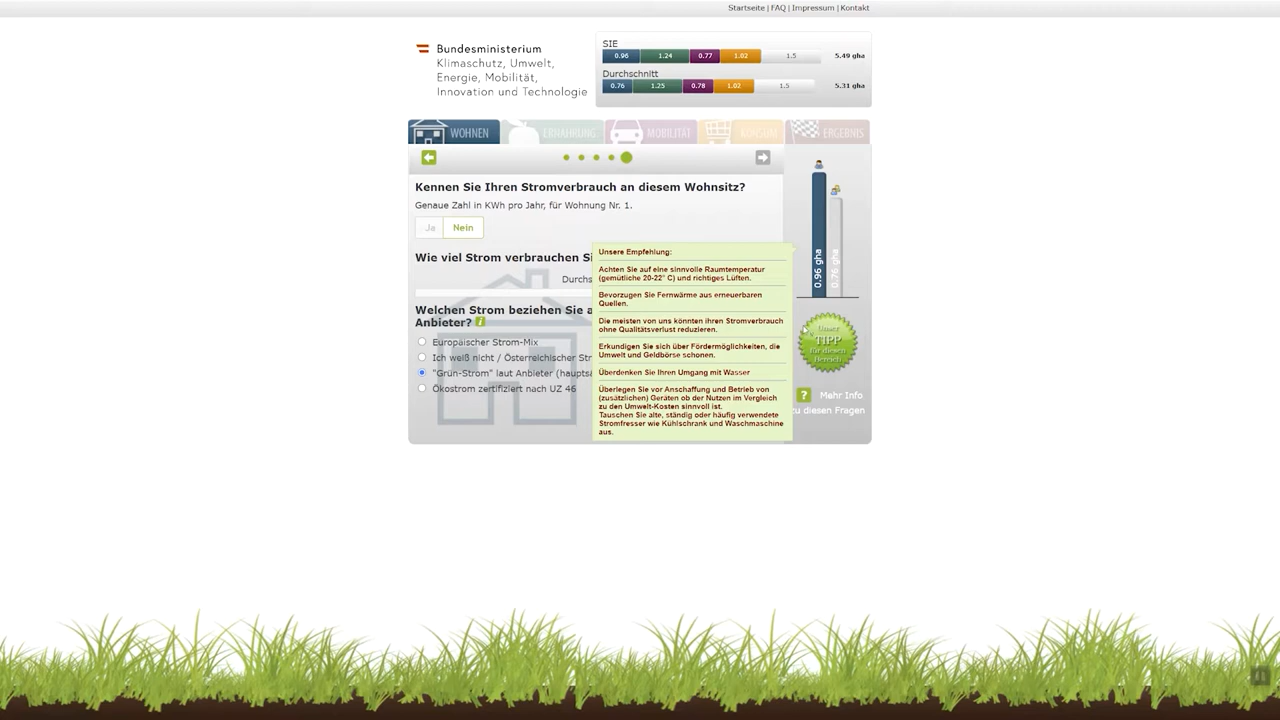 Startseite | FAQ | Impressum | Kontakt
Bundesministerium
Klimaschutz, Umwelt,
Energie, Mobilität,
Innovation und Technologie
SIE
0.96 1.24 0.77 1.02 1.5 5.49 gha
Durchschnitt
0.76 1.25 0.78 1.02 1.5 5.31 gha
WOHNEN ERNÄHRUNG MOBILITÄT KONSUM ERGEBNIS
Kennen Sie Ihren Stromverbrauch an diesem Wohnsitz?
Genaue Zahl in KWh pro Jahr, für Wohnung Nr. 1.
Ja Nein
Wie viel Strom verbrauchen Si
Durchs
Welchen Strom beziehen Sie a
Anbieter? i
Europäischer Strom-Mix
Ich weiß nicht / Österreichischer Str
"Grün-Strom" laut Anbieter (hauptsä
Ökostrom zertifiziert nach UZ 46
Unsere Empfehlung:
Achten Sie auf eine sinnvolle Raumtemperatur
(gemütliche 20-22° C) und richtiges Lüften.
Bevorzugen Sie Fernwärme aus erneuerbaren
Quellen.
Die meisten von uns könnten ihren Stromverbrauch
ohne Qualitätsverlust reduzieren.
Erkundigen Sie sich über Fördermöglichkeiten, die
Umwelt und Geldbörse schonen.
Überdenken Sie Ihren Umgang mit Wasser
Überlegen Sie vor Anschaffung und Betrieb von
(zusätzlichen) Geräten ob der Nutzen im Vergleich
zu den Umwelt-Kosten sinnvoll ist.
Tauschen Sie alte, ständig oder häufig verwendete
Stromfresser wie Kühlschrank und Waschmaschine
aus.
0.96 gha
0.76 gha
Unser
TIPP
für diesen
Bereich
? Mehr Info
zu diesen Fragen